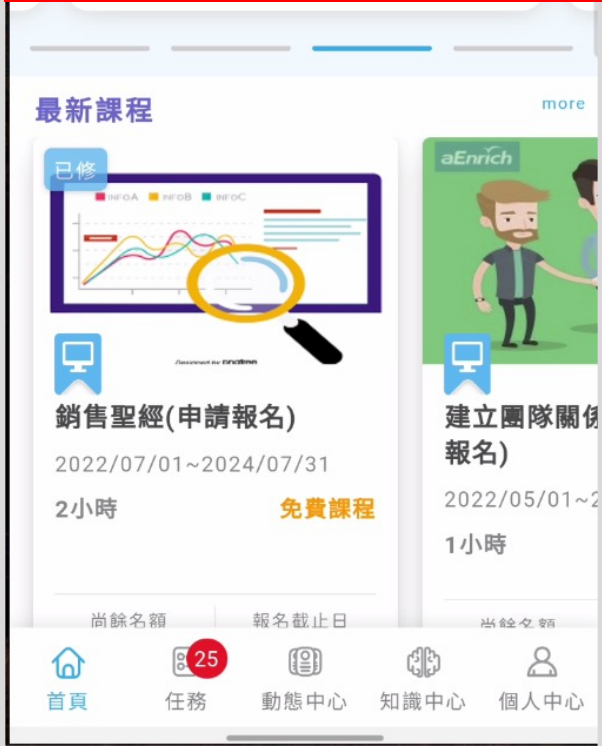 最新課程
more
已修
INFOA INFOB INFOC
Designed by pngtree
銷售聖經(申請報名)
2022/07/01~2024/07/31
2小時
免費課程
尚餘名額
報名截止日
aEnrich
建立團隊關係
報名)
2022/05/01~2
1小時
尚餘名額
首頁
任務
25
動態中心
知識中心
個人中心